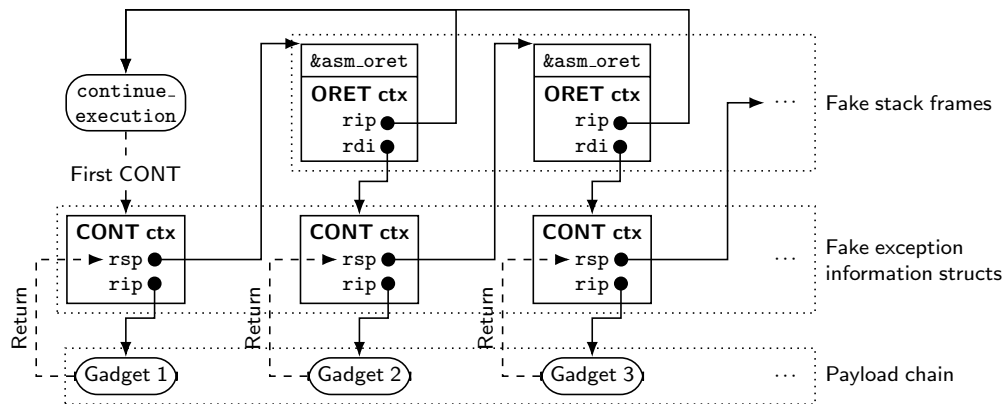 &asm_oret
&asm_oret
continue_
execution
ORET ctx
rip
rdi
ORET ctx
rip
rdi
···
Fake stack frames
First CONT
CONT ctx
rsp
rip
CONT ctx
rsp
rip
CONT ctx
rsp
rip
···
Fake exception
information structs
Return
Return
Return
Gadget 1
Gadget 2
Gadget 3
···
Payload chain